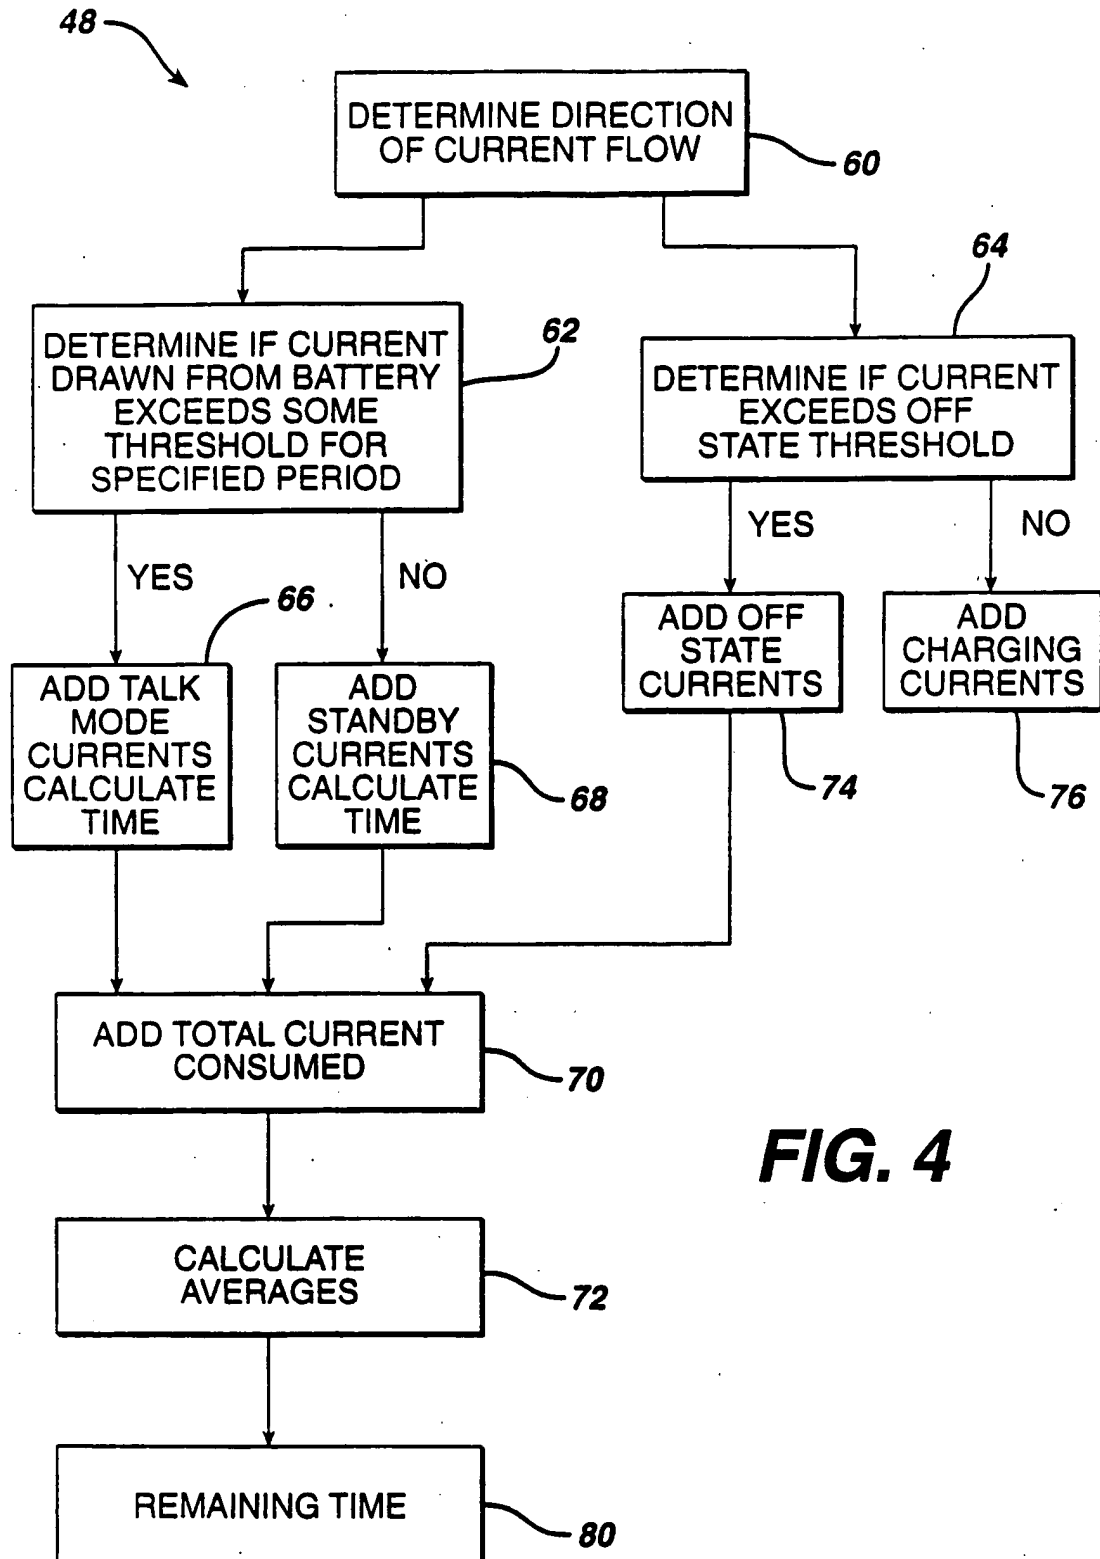 48
DETERMINE DIRECTION
OF CURRENT FLOW
60
64
62
DETERMINE IF CURRENT
DRAWN FROM BATTERY
EXCEEDS SOME
THRESHOLD FOR
SPECIFIED PERIOD
DETERMINE IF CURRENT
EXCEEDS OFF
STATE THRESHOLD
YES
NO
YES
NO
66
ADD TALK
MODE
CURRENTS
CALCULATE
TIME
ADD
STANDBY
CURRENTS
CALCULATE
TIME
68
ADD OFF
STATE
CURRENTS
74
ADD
CHARGING
CURRENTS
76
ADD TOTAL CURRENT
CONSUMED
70
FIG. 4
CALCULATE
AVERAGES
72
REMAINING TIME
80